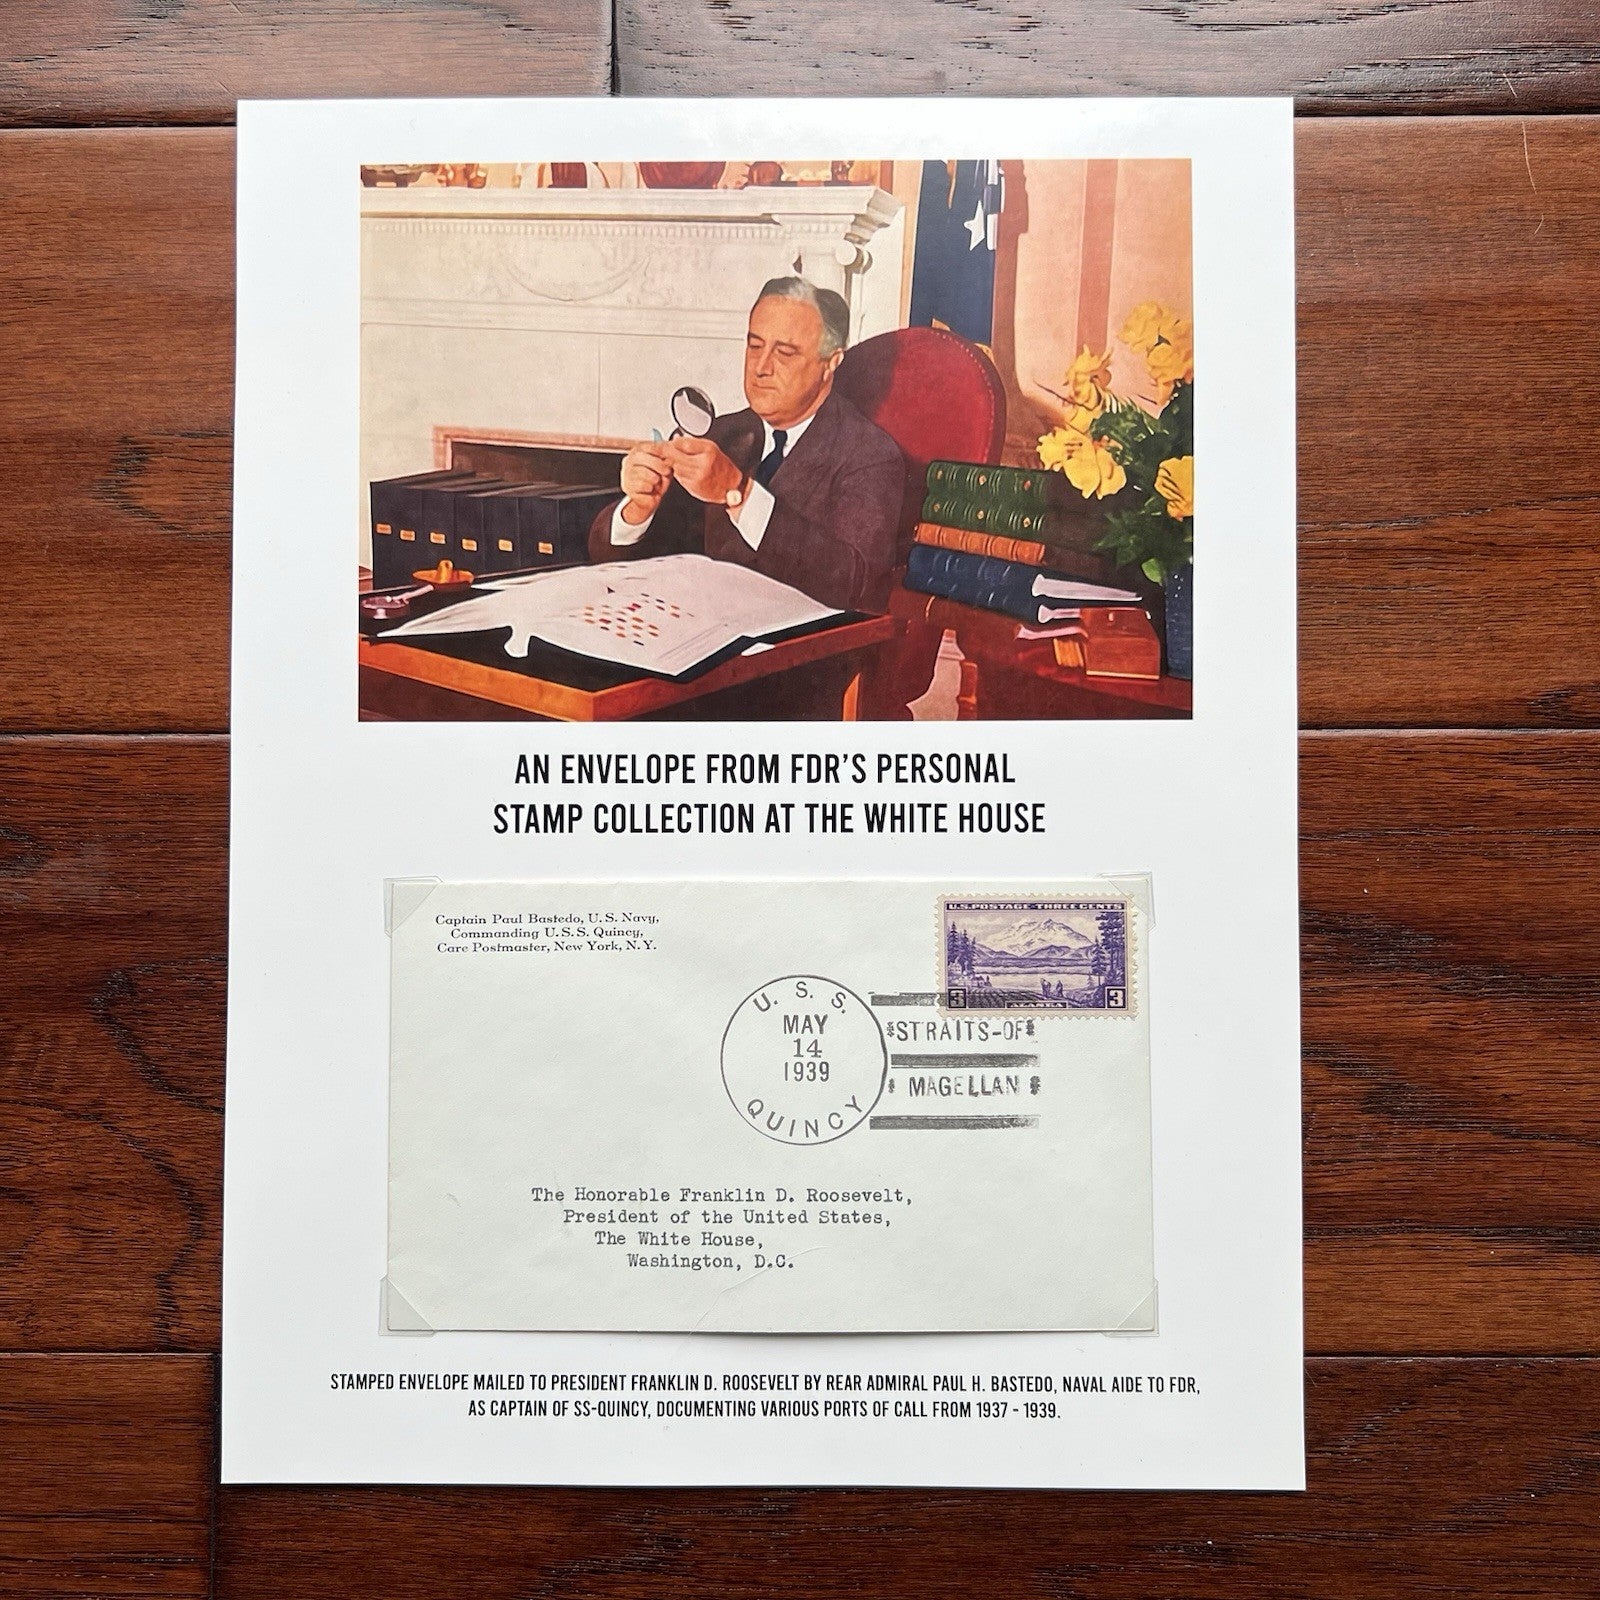 AN ENVELOPE FROM FDR'S PERSONAL
STAMP COLLECTION AT THE WHITE HOUSE
Captain Paul Bastedo, U.S. Navy,
Commanding U.S.S. Quincy,
Care Postmaster, New York, N.Y.
U.S. POSTAGE THREE CENTS
3 ALASKA 3
U. S. S.
MAY
14
1939
QUINCY
*STRAITS-OF*
* MAGELLAN *
The Honorable Franklin D. Roosevelt,
President of the United States,
The White House,
Washington, D.C.
STAMPED ENVELOPE MAILED TO PRESIDENT FRANKLIN D. ROOSEVELT BY REAR ADMIRAL PAUL H. BASTEDO, NAVAL AIDE TO FDR,
AS CAPTAIN OF SS-QUINCY, DOCUMENTING VARIOUS PORTS OF CALL FROM 1937 - 1939.